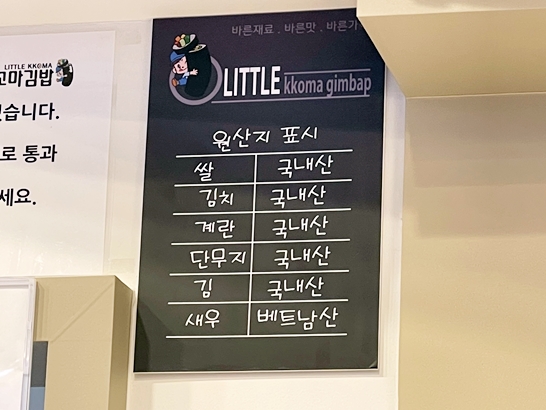 LITTLE KKOMA
꼬마김밥
습니다.
로 통과
세요.
바른재료 . 바른맛 . 바른가
LITTLE kkoma gimbap
원산지 표시
쌀 국내산
김치 국내산
계란 국내산
단무지 국내산
김 국내산
새우 베트남산